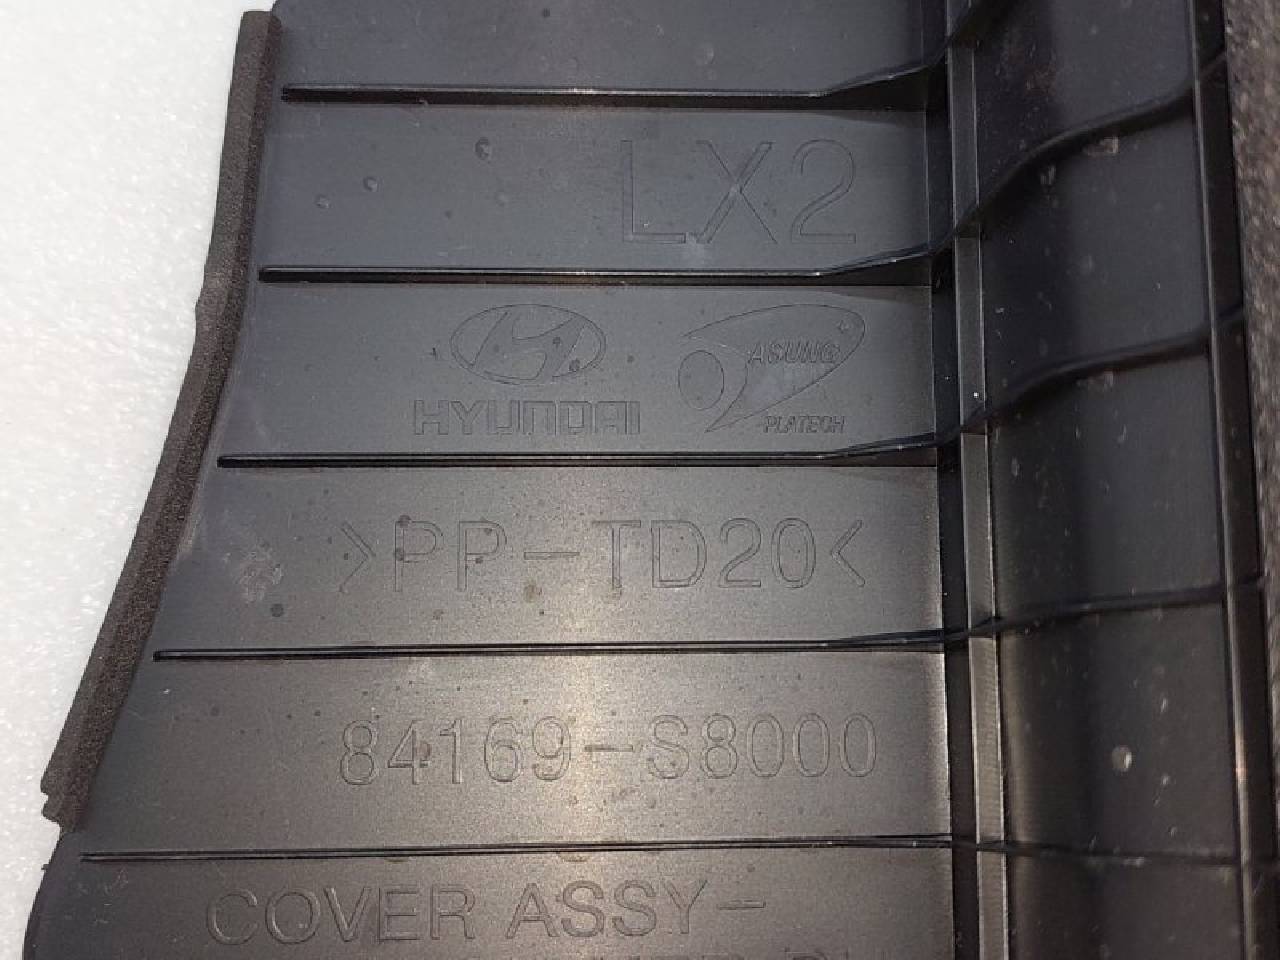 LX2
HYUNDAI
ASUNG
PLATECH
>PP-TD20<
84169-S8000
COVER ASSY-